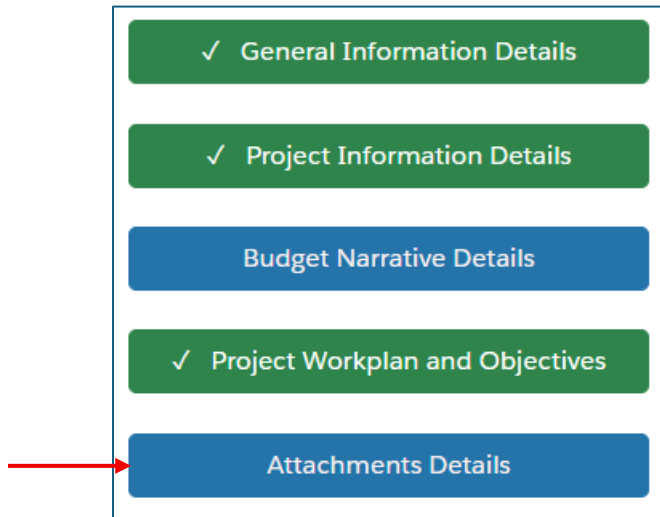 ✓ General Information Details
✓ Project Information Details
Budget Narrative Details
✓ Project Workplan and Objectives
Attachments Details